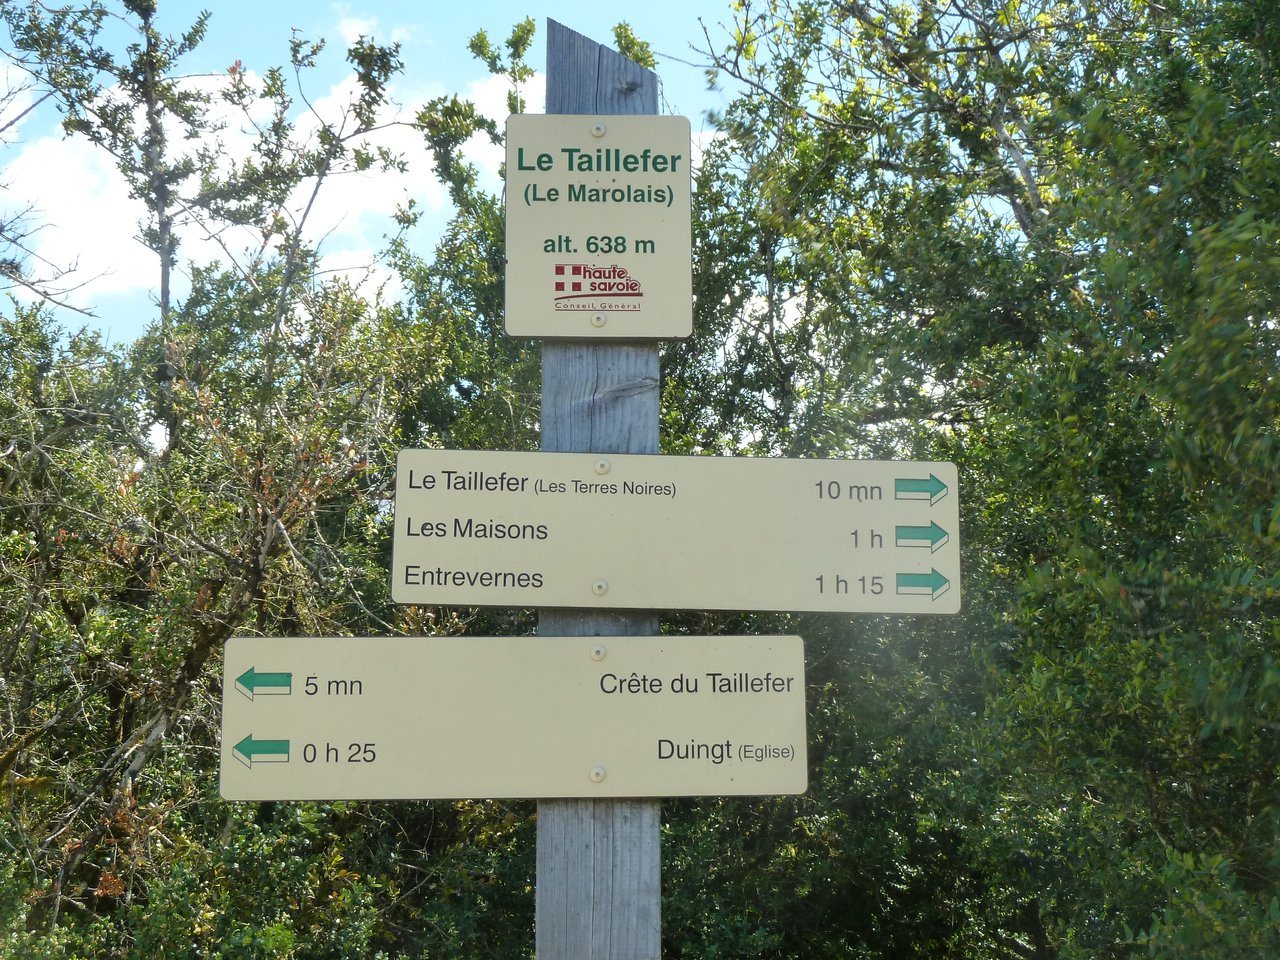 Le Taillefer
(Le Marolais)
alt. 638 m
haute
savoie
Conseil Général
Le Taillefer (Les Terres Noires) 10 mn
Les Maisons 1 h
Entrevernes 1 h 15
5 mn Crête du Taillefer
0 h 25 Duingt (Eglise)